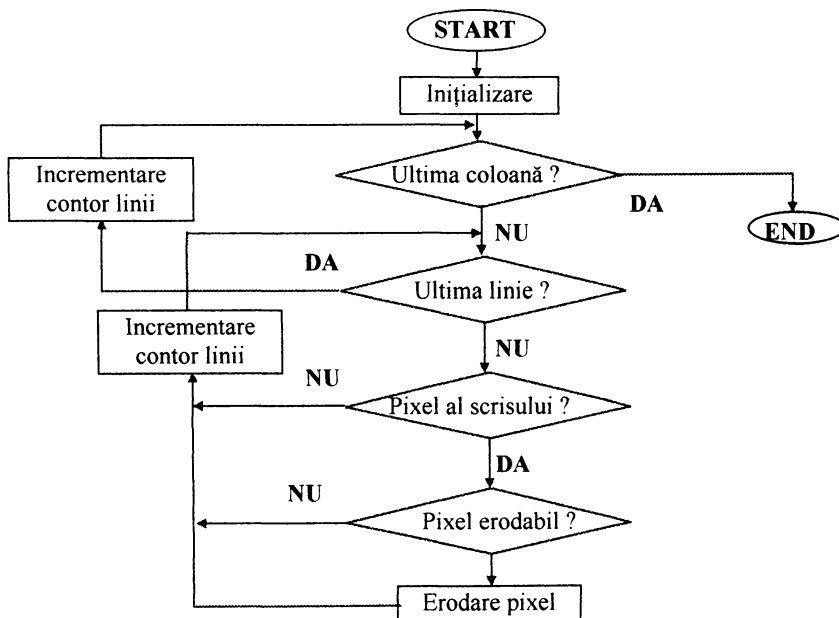 START
Inițializare
Ultima coloană ?
Incrementare
contor linii
DA
END
NU
DA
Ultima linie ?
Incrementare
contor linii
NU
NU
Pixel al scrisului ?
DA
NU
Pixel erodabil ?
Erodare pixel